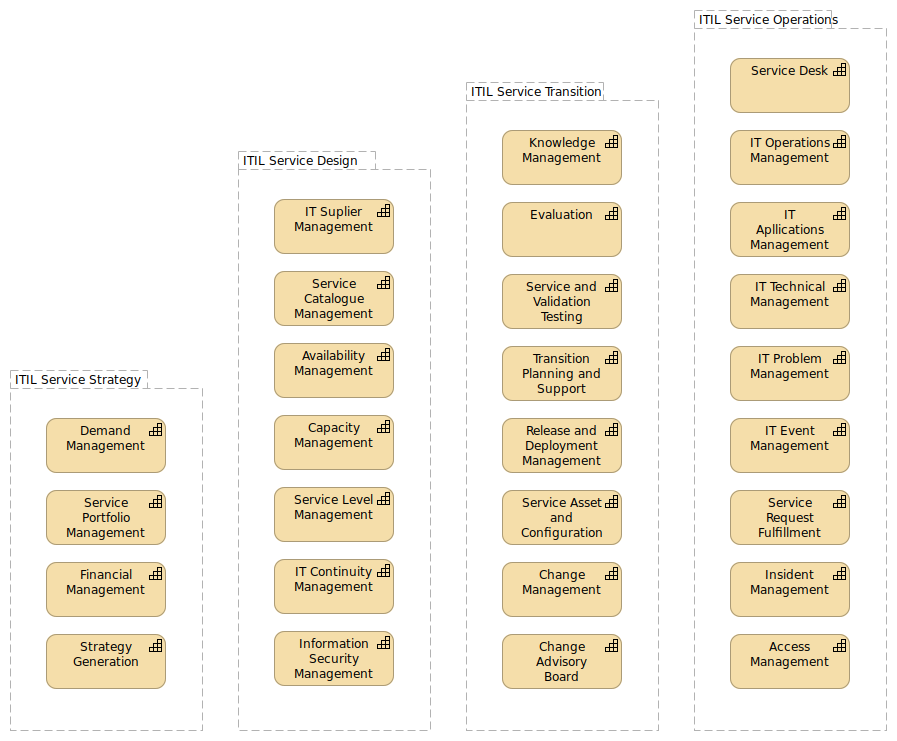 ITIL Service Strategy
Demand
Management
Service
Portfolio
Management
Financial
Management
Strategy
Generation
ITIL Service Design
IT Suplier
Management
Service
Catalogue
Management
Availability
Management
Capacity
Management
Service Level
Management
IT Continuity
Management
Information
Security
Management
ITIL Service Transition
Knowledge
Management
Evaluation
Service and
Validation
Testing
Transition
Planning and
Support
Release and
Deployment
Management
Service Asset
and
Configuration
Change
Management
Change
Advisory
Board
ITIL Service Operations
Service Desk
IT Operations
Management
IT
Apllications
Management
IT Technical
Management
IT Problem
Management
IT Event
Management
Service
Request
Fulfillment
Insident
Management
Access
Management